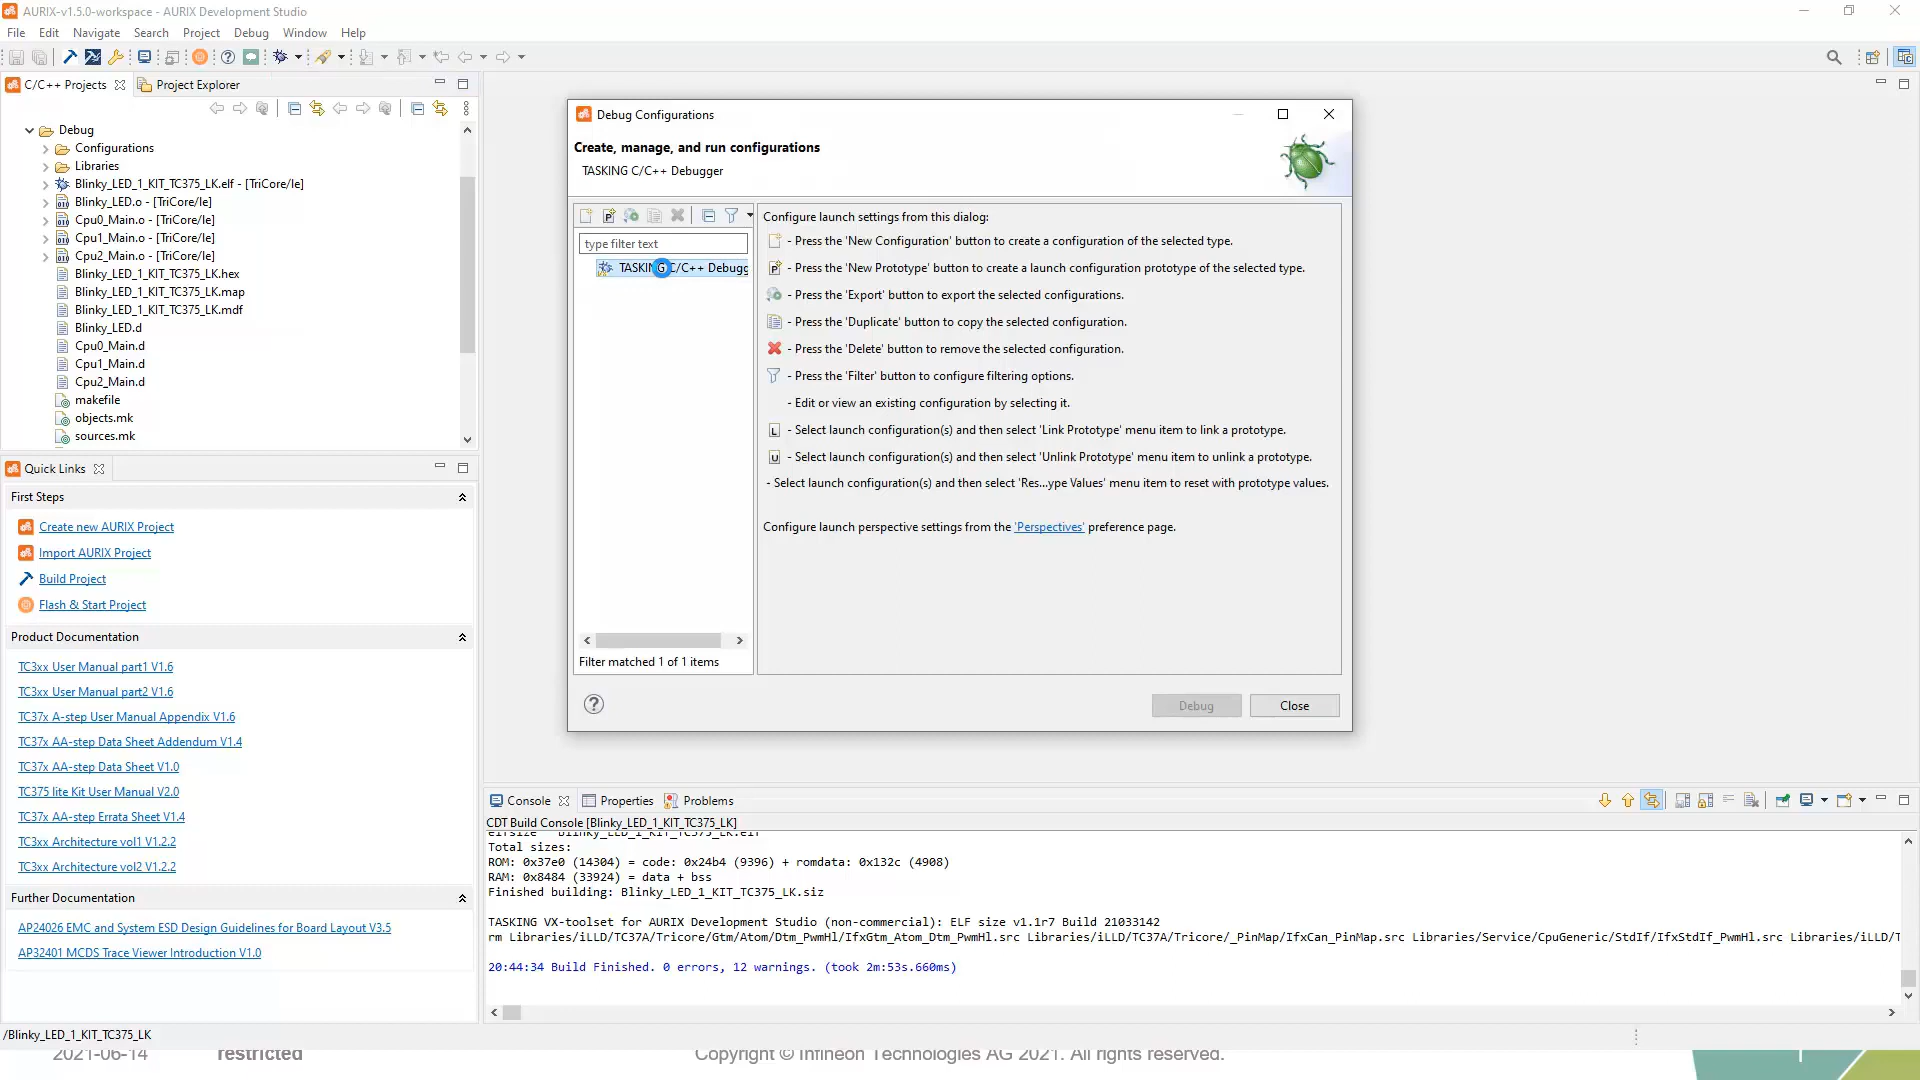 AURIX-v1.5.0-workspace - AURIX Development Studio
File Edit Navigate Search Project Debug Window Help
C/C++ Projects
Project Explorer
Debug
Configurations
Libraries
Blinky_LED_1_KIT_TC375_LK.elf - [TriCore/le]
Blinky_LED.o - [TriCore/le]
Cpu0_Main.o - [TriCore/le]
Cpu1_Main.o - [TriCore/le]
Cpu2_Main.o - [TriCore/le]
Blinky_LED_1_KIT_TC375_LK.hex
Blinky_LED_1_KIT_TC375_LK.map
Blinky_LED_1_KIT_TC375_LK.mdf
Blinky_LED.d
Cpu0_Main.d
Cpu1_Main.d
Cpu2_Main.d
makefile
objects.mk
sources.mk
Quick Links
First Steps
Create new AURIX Project
Import AURIX Project
Build Project
Flash & Start Project
Product Documentation
TC3xx User Manual part1 V1.6
TC3xx User Manual part2 V1.6
TC37x A-step User Manual Appendix V1.6
TC37x AA-step Data Sheet Addendum V1.4
TC37x AA-step Data Sheet V1.0
TC375 lite Kit User Manual V2.0
TC37x AA-step Errata Sheet V1.4
TC3xx Architecture vol1 V1.2.2
TC3xx Architecture vol2 V1.2.2
Further Documentation
AP24026 EMC and System ESD Design Guidelines for Board Layout V3.5
AP32401 MCDS Trace Viewer Introduction V1.0
/Blinky_LED_1_KIT_TC375_LK
Debug Configurations
Create, manage, and run configurations
TASKING C/C++ Debugger
type filter text
TASKING C/C++ Debugg
Filter matched 1 of 1 items
Configure launch settings from this dialog:
- Press the 'New Configuration' button to create a configuration of the selected type.
- Press the 'New Prototype' button to create a launch configuration prototype of the selected type.
- Press the 'Export' button to export the selected configurations.
- Press the 'Duplicate' button to copy the selected configuration.
- Press the 'Delete' button to remove the selected configuration.
- Press the 'Filter' button to configure filtering options.
- Edit or view an existing configuration by selecting it.
L - Select launch configuration(s) and then select 'Link Prototype' menu item to link a prototype.
U - Select launch configuration(s) and then select 'Unlink Prototype' menu item to unlink a prototype.
- Select launch configuration(s) and then select 'Res...ype Values' menu item to reset with prototype values.
Configure launch perspective settings from the 'Perspectives' preference page.
Debug
Close
Console
Properties
Problems
CDT Build Console [Blinky_LED_1_KIT_TC375_LK]
elfsize Blinky_LED_1_KIT_TC375_LK.elf
Total sizes:
ROM: 0x37e0 (14304) = code: 0x24b4 (9396) + romdata: 0x132c (4908)
RAM: 0x8484 (33924) = data + bss
Finished building: Blinky_LED_1_KIT_TC375_LK.siz
TASKING VX-toolset for AURIX Development Studio (non-commercial): ELF size v1.1r7 Build 21033142
rm Libraries/iLLD/TC37A/Tricore/Gtm/Atom/Dtm_PwmHl/IfxGtm_Atom_Dtm_PwmHl.src Libraries/iLLD/TC37A/Tricore/_PinMap/IfxCan_PinMap.src Libraries/Service/CpuGeneric/StdIf/IfxStdIf_PwmHl.src Libraries/iLLD/T
20:44:34 Build Finished. 0 errors, 12 warnings. (took 2m:53s.660ms)
2021-06-14 restricted Copyright © Infineon Technologies AG 2021. All rights reserved.